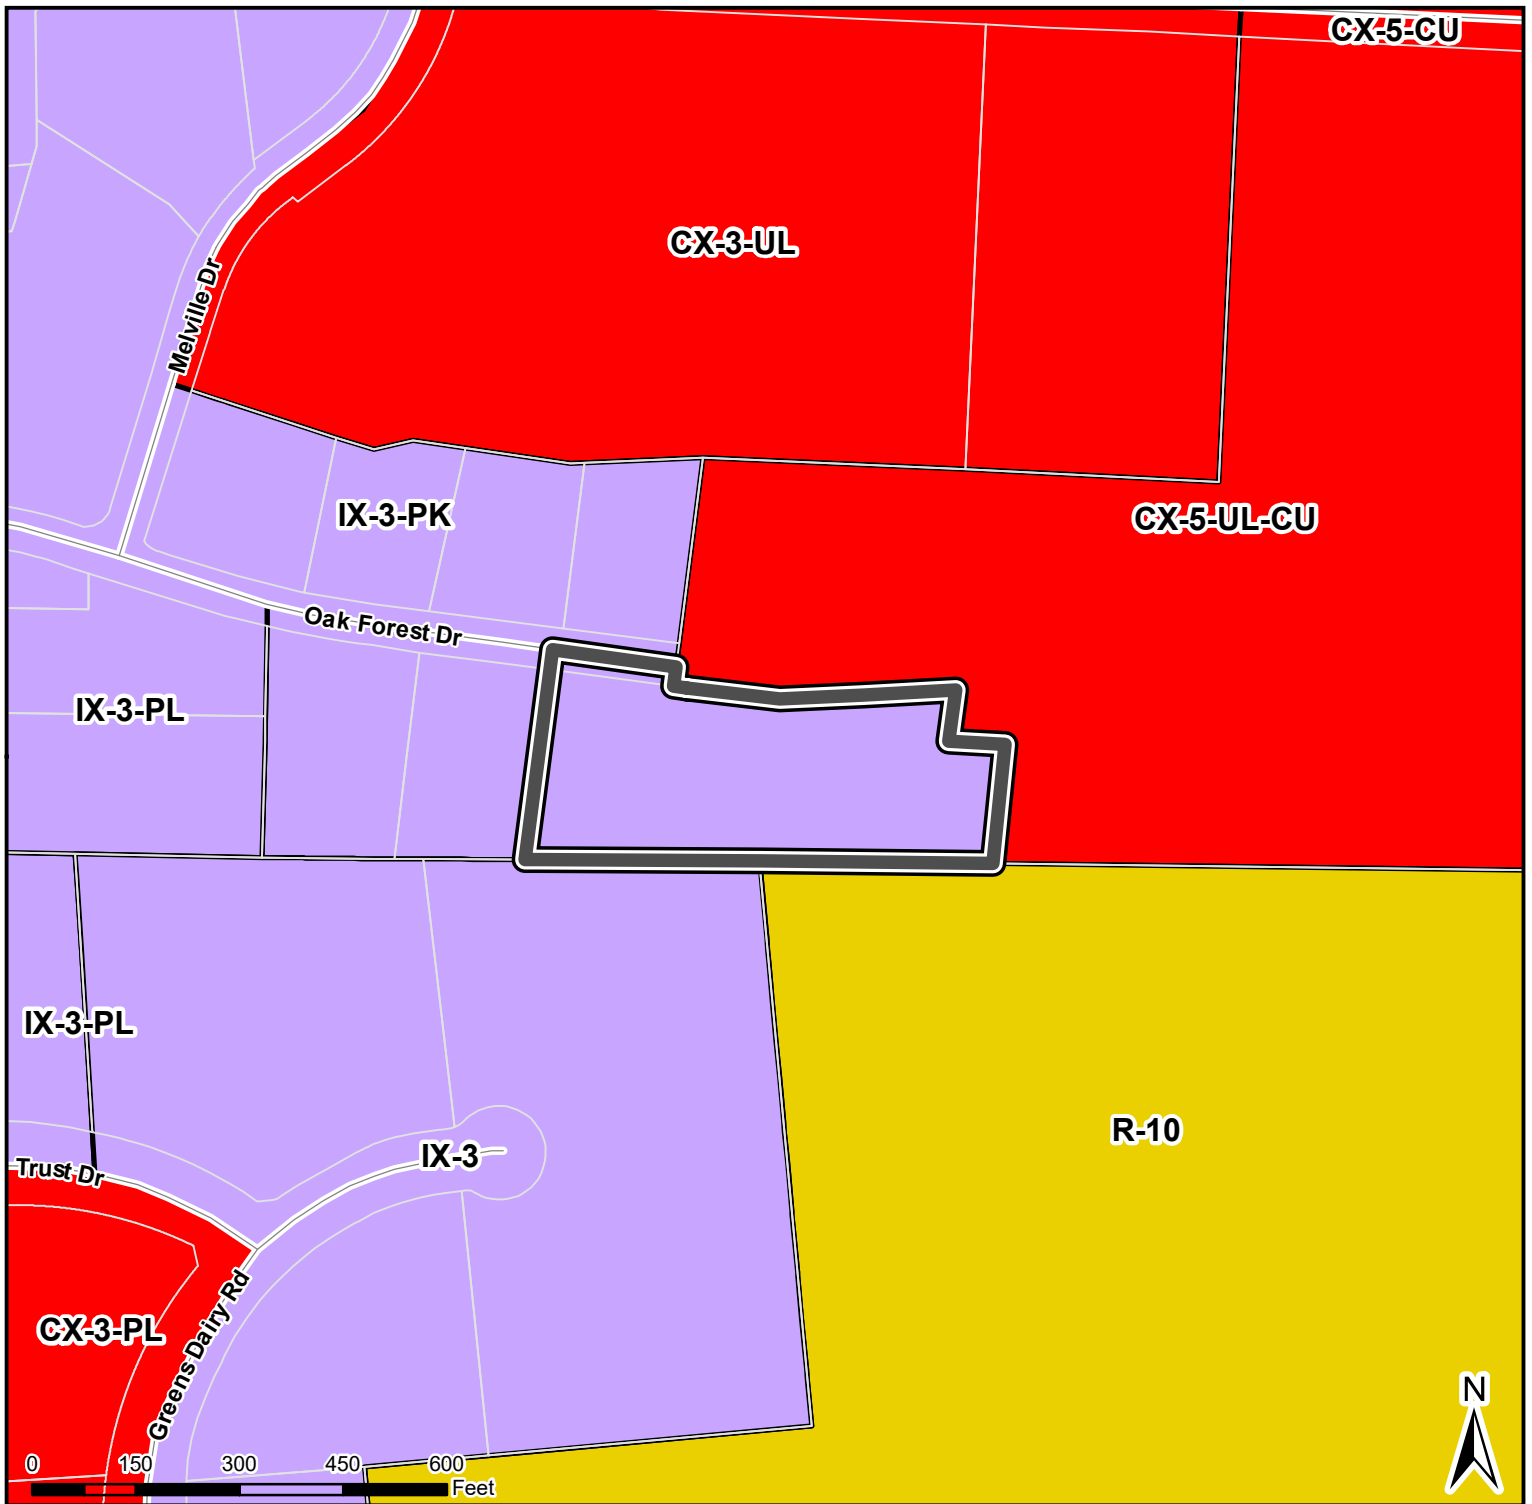 CX-5-CU
CX-3-UL
Melville Dr
IX-3-PK
CX-5-UL-CU
Oak Forest Dr
IX-3-PL
IX-3-PL
R-10
IX-3
Trust Dr
Greens Dairy Rd
CX-3-PL
N
0 150 300 450 600
Feet